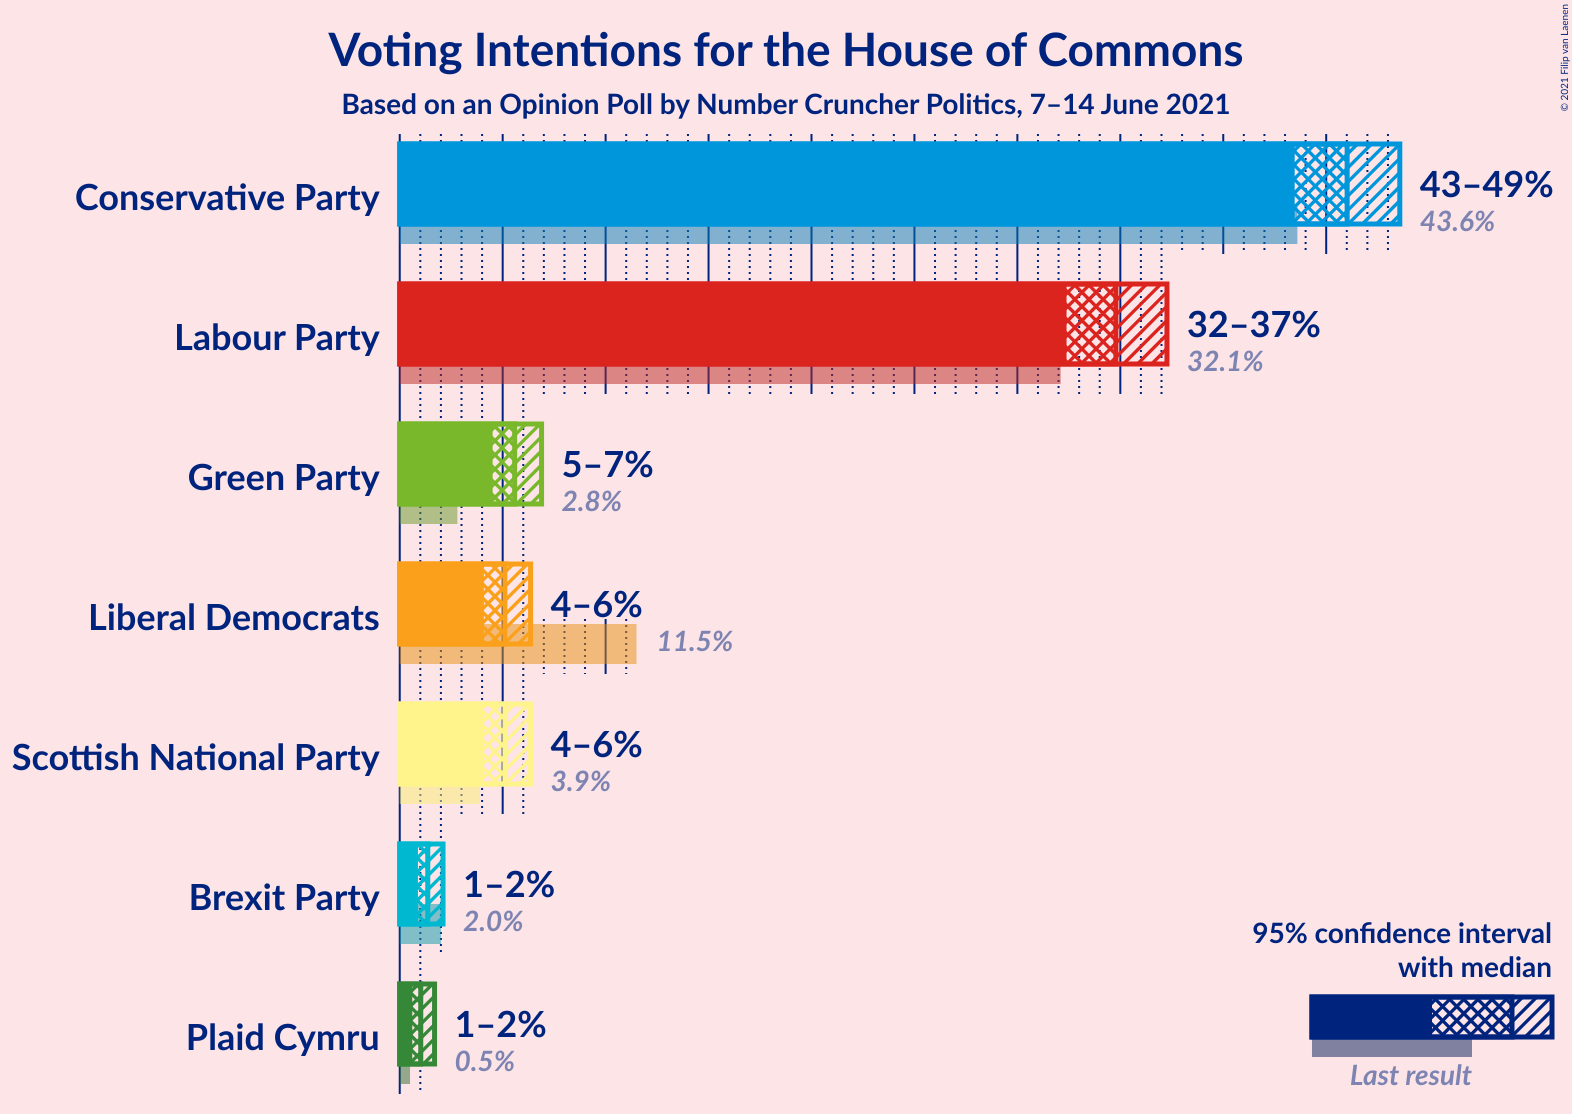 Voting Intentions for the House of Commons
Based on an Opinion Poll by Number Cruncher Politics, 7–14 June 2021
© 2021 Filip van Laenen
Conservative Party
43–49%
43.6%
Labour Party
32–37%
32.1%
Green Party
5–7%
2.8%
Liberal Democrats
4–6%
11.5%
Scottish National Party
4–6%
3.9%
Brexit Party
1–2%
2.0%
Plaid Cymru
1–2%
0.5%
95% confidence interval
with median
Last result